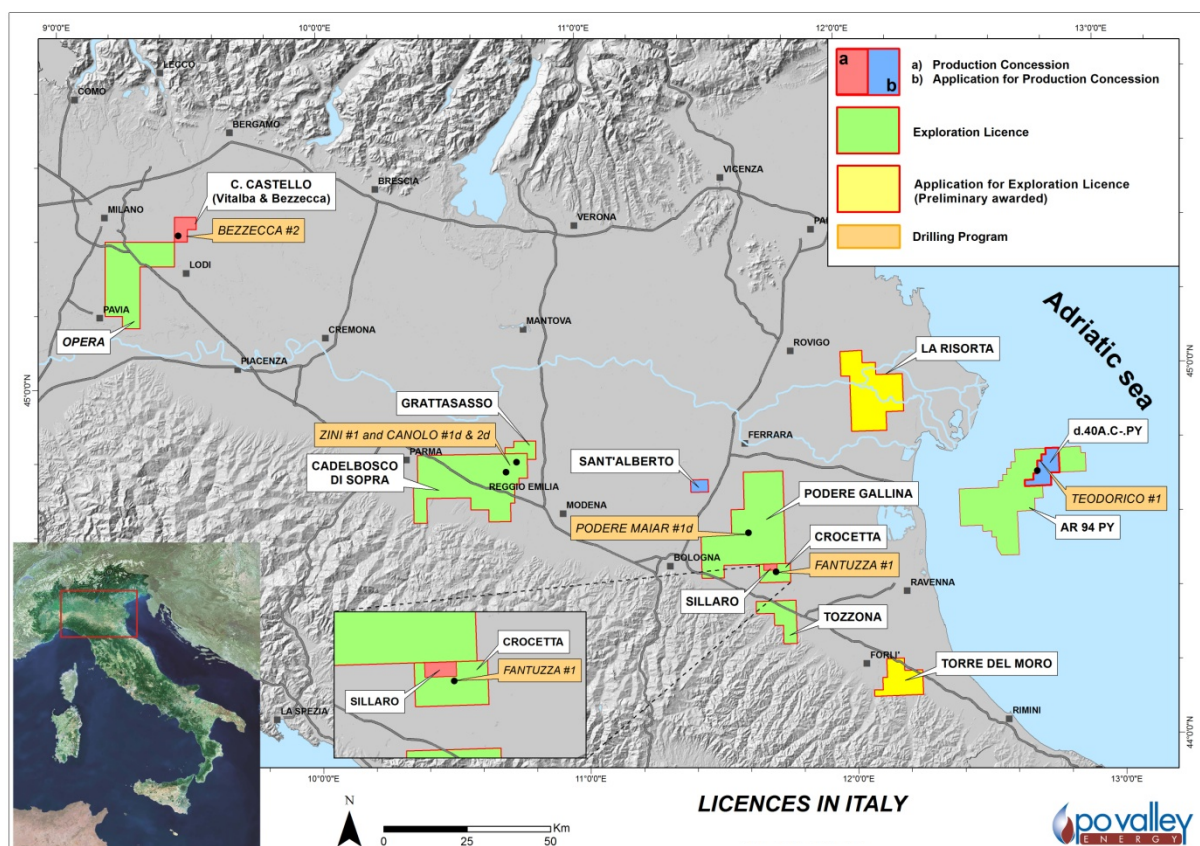 9°0'0"E
10°0'0"E
11°0'0"E
12°0'0"E
13°0'0"E
a
b
a) Production Concession
b) Application for Production Concession
Exploration Licence
Application for Exploration Licence
(Preliminary awarded)
Drilling Program
LECCO
COMO
BERGAMO
BRESCIA
VICENZA
VERONA
PA
C. CASTELLO
(Vitalba & Bezzecca)
MILANO
BEZZECCA #2
LODI
PAVIA
OPERA
CREMONA
MANTOVA
PIACENZA
ROVIGO
LA RISORTA
Adriatic sea
45°0'0"N
45°0'0"N
GRATTASASSO
ZINI #1 and CANOLO #1d & 2d
PARMA
CADELBOSCO
DI SOPRA
REGGIO EMILIA
MODENA
SANT'ALBERTO
FERRARA
d.40A.C-.PY
TEODORICO #1
AR 94 PY
PODERE GALLINA
PODERE MAIAR #1d
CROCETTA
BOLOGNA
FANTUZZA #1
SILLARO
RAVENNA
TOZZONA
FORLI'
TORRE DEL MORO
RIMINI
CROCETTA
FANTUZZA #1
SILLARO
LA SPEZIA
44°0'0"N
10°0'0"E
11°0'0"E
12°0'0"E
13°0'0"E
N
Km
0
25
50
LICENCES IN ITALY
po valley
ENERGY